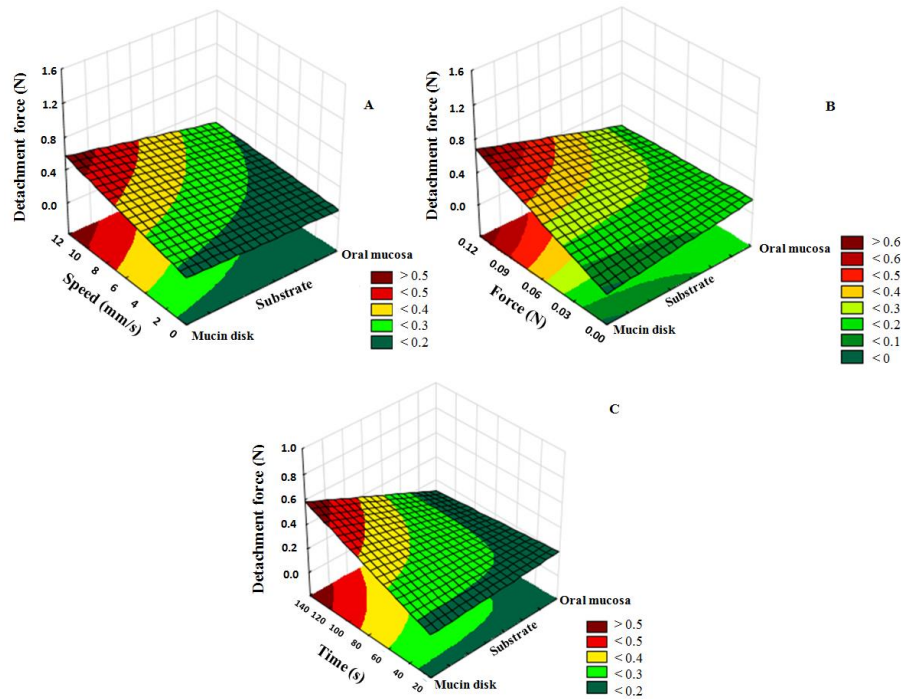 A
Detachment force (N)
1.6
1.2
0.8
0.4
0.0
12
10
8
6
4
2
0
Speed (mm/s)
Mucin disk
Substrate
Oral mucosa
> 0.5
< 0.5
< 0.4
< 0.3
< 0.2
B
Detachment force (N)
1.6
1.2
0.8
0.4
0.0
0.12
0.09
0.06
0.03
0.00
Force (N)
Mucin disk
Substrate
Oral mucosa
> 0.6
< 0.6
< 0.5
< 0.4
< 0.3
< 0.2
< 0.1
< 0
C
Detachment force (N)
1.0
0.8
0.6
0.4
0.2
0.0
140
120
100
80
60
40
20
Time (s)
Mucin disk
Substrate
Oral mucosa
> 0.5
< 0.5
< 0.4
< 0.3
< 0.2